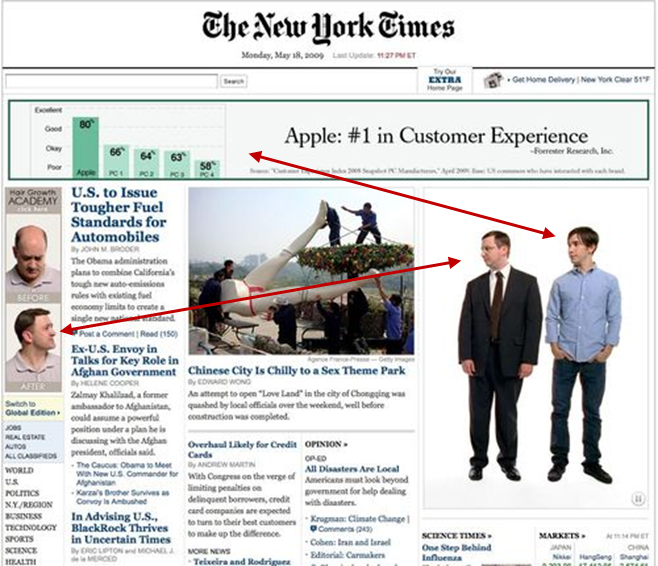 The New York Times
Monday, May 18, 2009 Last Update: 11:27 PM ET
Search
Try Our
EXTRA
Home Page
Get Home Delivery | New York Clear 51°F
Excellent
Good
Okay
Poor
80%
66%
64%
63%
58%
Apple
PC 1
PC 2
PC 3
PC 4
Apple: #1 in Customer Experience
–Forrester Research, Inc.
Source: "Customer Experience Index 2008 Snapshot PC Manufacturers," April 2009. Base: US consumers who have interacted with each brand.
Hair Growth
ACADEMY
click here
BEFORE
AFTER
Switch to
Global Edition
JOBS
REAL ESTATE
AUTOS
ALL CLASSIFIEDS
WORLD
U.S.
POLITICS
N.Y./REGION
BUSINESS
TECHNOLOGY
SPORTS
SCIENCE
HEALTH
U.S. to Issue
Tougher Fuel
Standards for
Automobiles
By JOHN M. BRODER
The Obama administration
plans to combine California's
tough new auto-emissions
rules with existing fuel
economy limits to create a
single new national standard.
Post a Comment | Read (150)
Ex-U.S. Envoy in
Talks for Key Role in
Afghan Government
By HELENE COOPER
Zalmay Khalilzad, a former
ambassador to Afghanistan,
could assume a powerful
position under a plan he is
discussing with the Afghan
president, officials said.
The Caucus: Obama to Meet
With New U.S. Commander for
Afghanistan
Karzai's Brother Survives as
Convoy Is Ambushed
In Advising U.S.,
BlackRock Thrives
in Uncertain Times
By ERIC LIPTON and MICHAEL J.
de la MERCED
Agence France-Presse — Getty Images
Chinese City Is Chilly to a Sex Theme Park
By EDWARD WONG
An attempt to open "Love Land" in the city of Chongqing was
quashed by local officials over the weekend, well before
construction was completed.
Overhaul Likely for Credit
Cards
By ANDREW MARTIN
With Congress on the verge of
limiting penalties on
delinquent borrowers, credit
card companies are expected
to turn to their best customers
to make up the difference.
MORE NEWS
Teixeira and Rodriguez
OPINION »
OP-ED
All Disasters Are Local
Americans must look beyond
government for help dealing
with disasters.
Krugman: Climate Change |
Comments (243)
Cohen: Iran and Israel
Editorial: Carmakers
SCIENCE TIMES »
One Step Behind
Influenza
MARKETS »
At 11:14 PM ET
JAPAN
CHINA
Nikkei
HangSeng
Shanghai